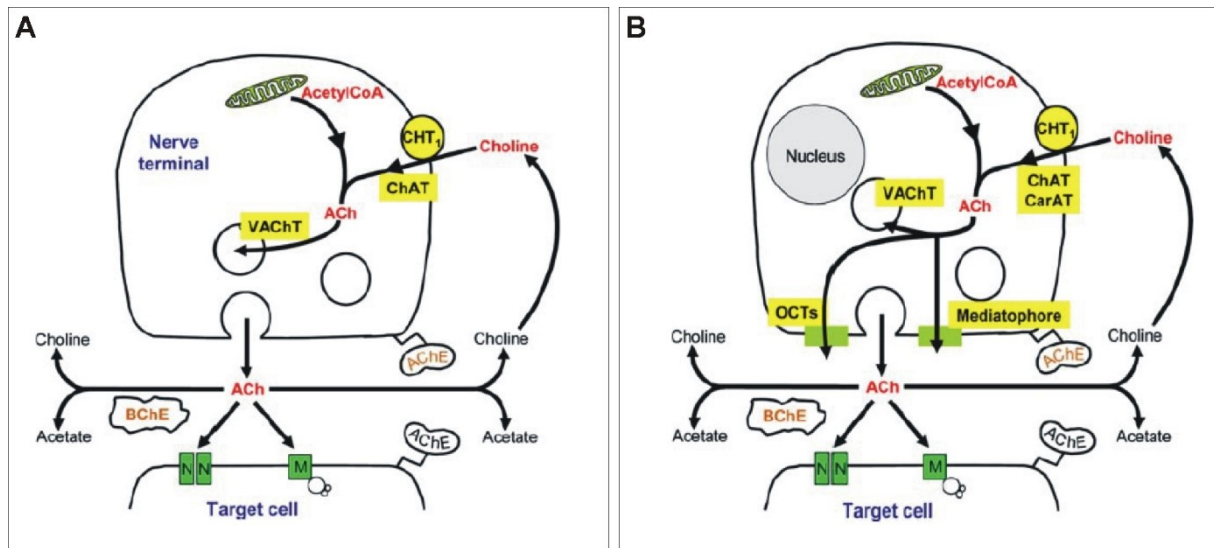 A
AcetylCoA
CHT1
Nerve
terminal
Choline
ChAT
ACh
VAChT
Choline
AChE
Choline
ACh
BChE
Acetate
Acetate
AChE
N N
M
Target cell
B
AcetylCoA
CHT1
Choline
Nucleus
ChAT
CarAT
VAChT
ACh
OCTs
Mediatophore
Choline
AChE
Choline
ACh
BChE
Acetate
Acetate
AChE
N N
M
Target cell